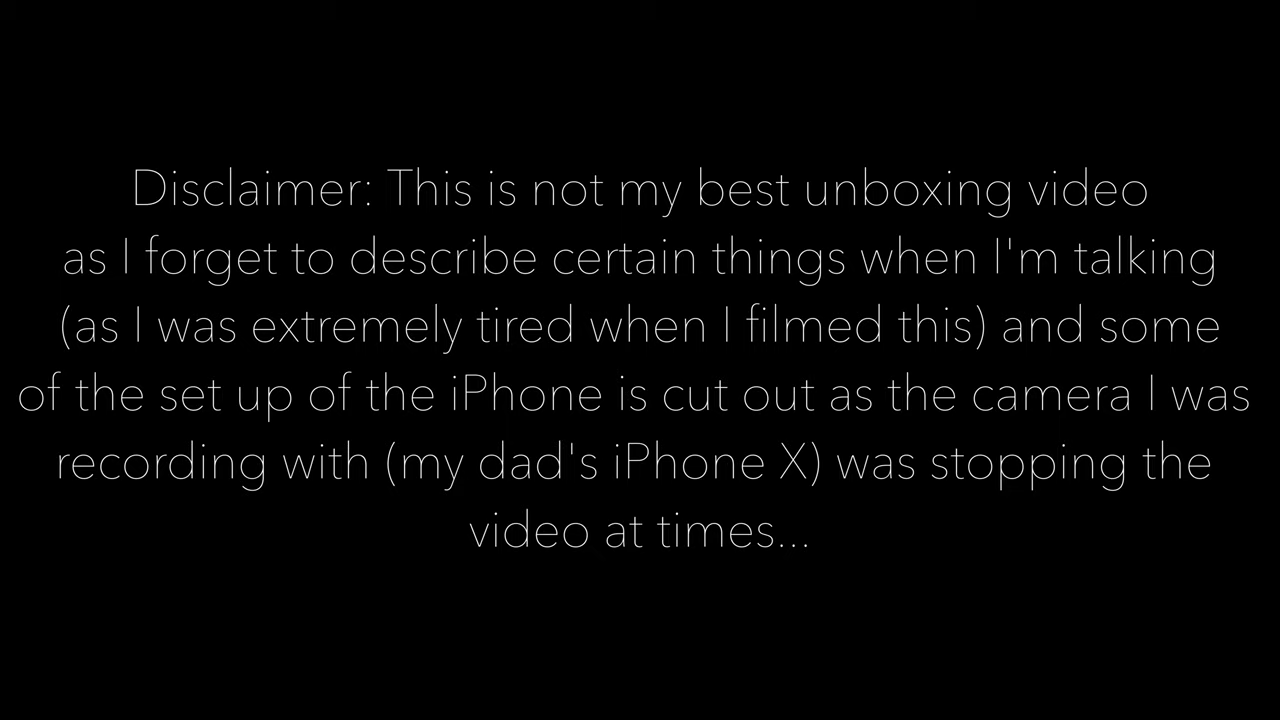 Disclaimer: This is not my best unboxing video
as I forget to describe certain things when I'm talking
(as I was extremely tired when I filmed this) and some
of the set up of the iPhone is cut out as the camera I was
recording with (my dad's iPhone X) was stopping the
video at times...